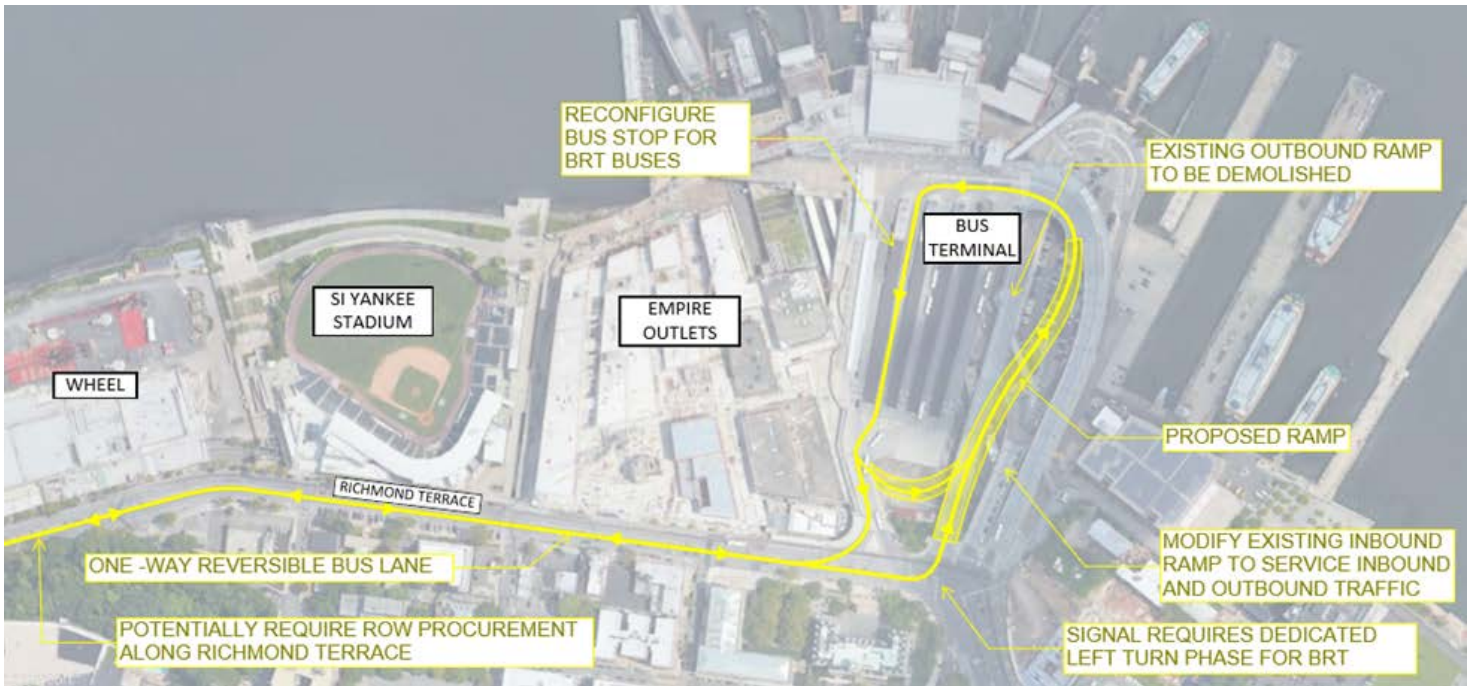 RECONFIGURE
BUS STOP FOR
BRT BUSES
EXISTING OUTBOUND RAMP
TO BE DEMOLISHED
BUS
TERMINAL
SI YANKEE
STADIUM
EMPIRE
OUTLETS
WHEEL
PROPOSED RAMP
RICHMOND TERRACE
MODIFY EXISTING INBOUND
RAMP TO SERVICE INBOUND
AND OUTBOUND TRAFFIC
ONE -WAY REVERSIBLE BUS LANE
POTENTIALLY REQUIRE ROW PROCUREMENT
ALONG RICHMOND TERRACE
SIGNAL REQUIRES DEDICATED
LEFT TURN PHASE FOR BRT